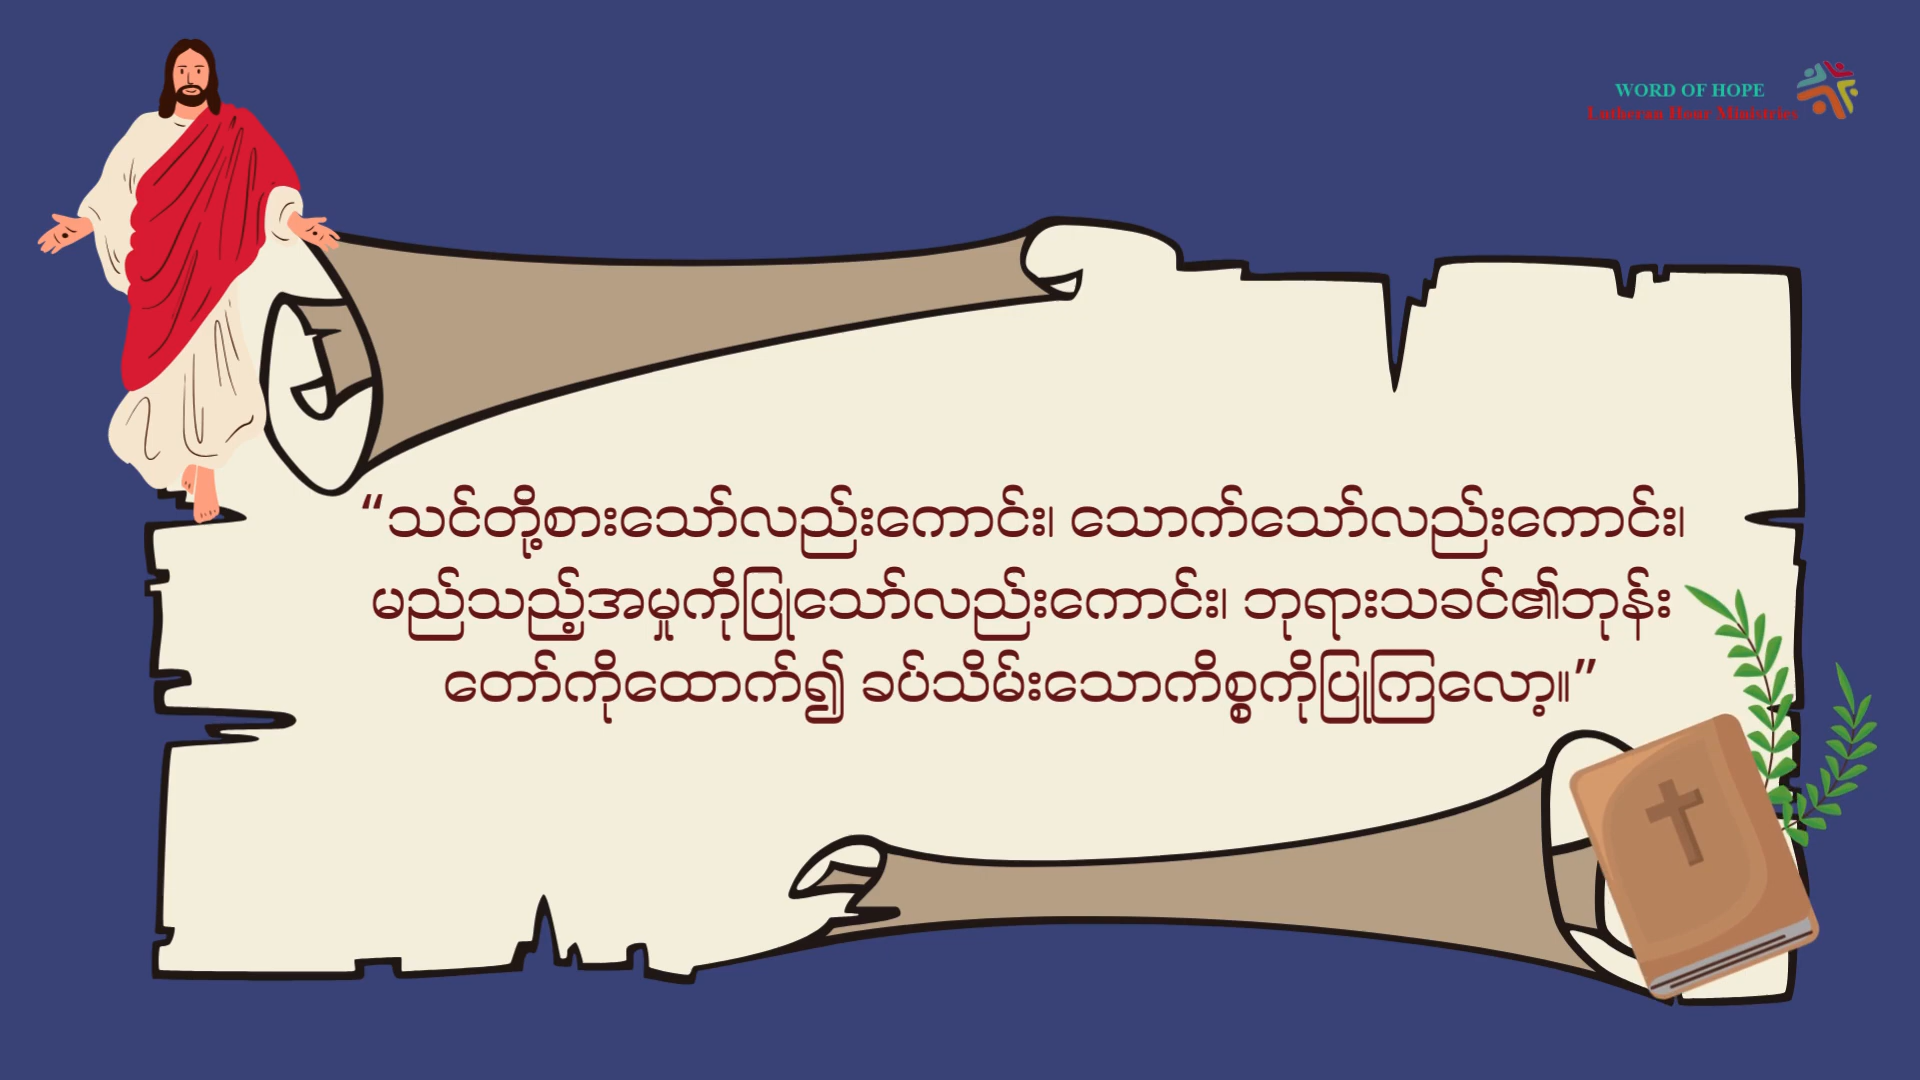 WORD OF HOPE
Lutheran Hour Ministries
“သင်တို့စားသော်လည်းကောင်း၊ သောက်သော်လည်းကောင်း၊
မည်သည့်အမှုကိုပြုသော်လည်းကောင်း၊ ဘုရားသခင်၏ဘုန်း
တော်ကိုထောက်၍ ခပ်သိမ်းသောကိစ္စကိုပြုကြလော့။”